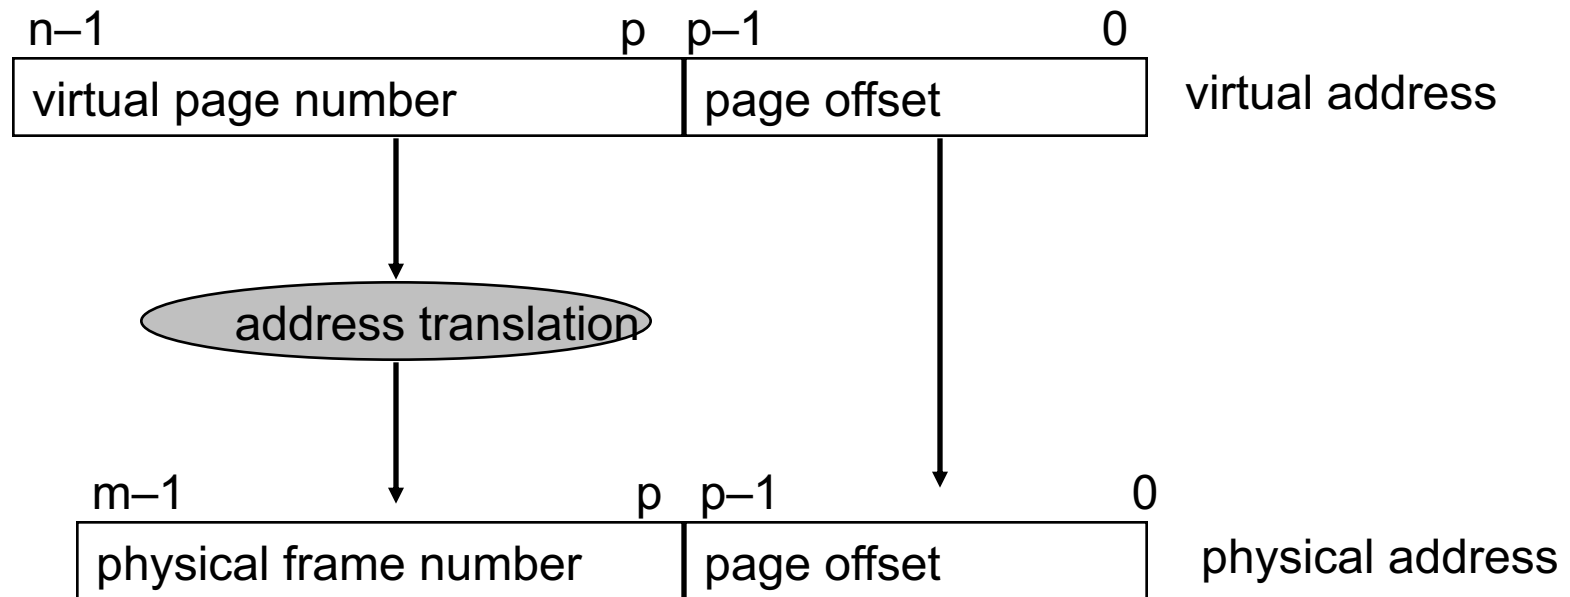 n–1 p p–1 0
virtual page number page offset virtual address
address translation
m–1 p p–1 0
physical frame number page offset physical address